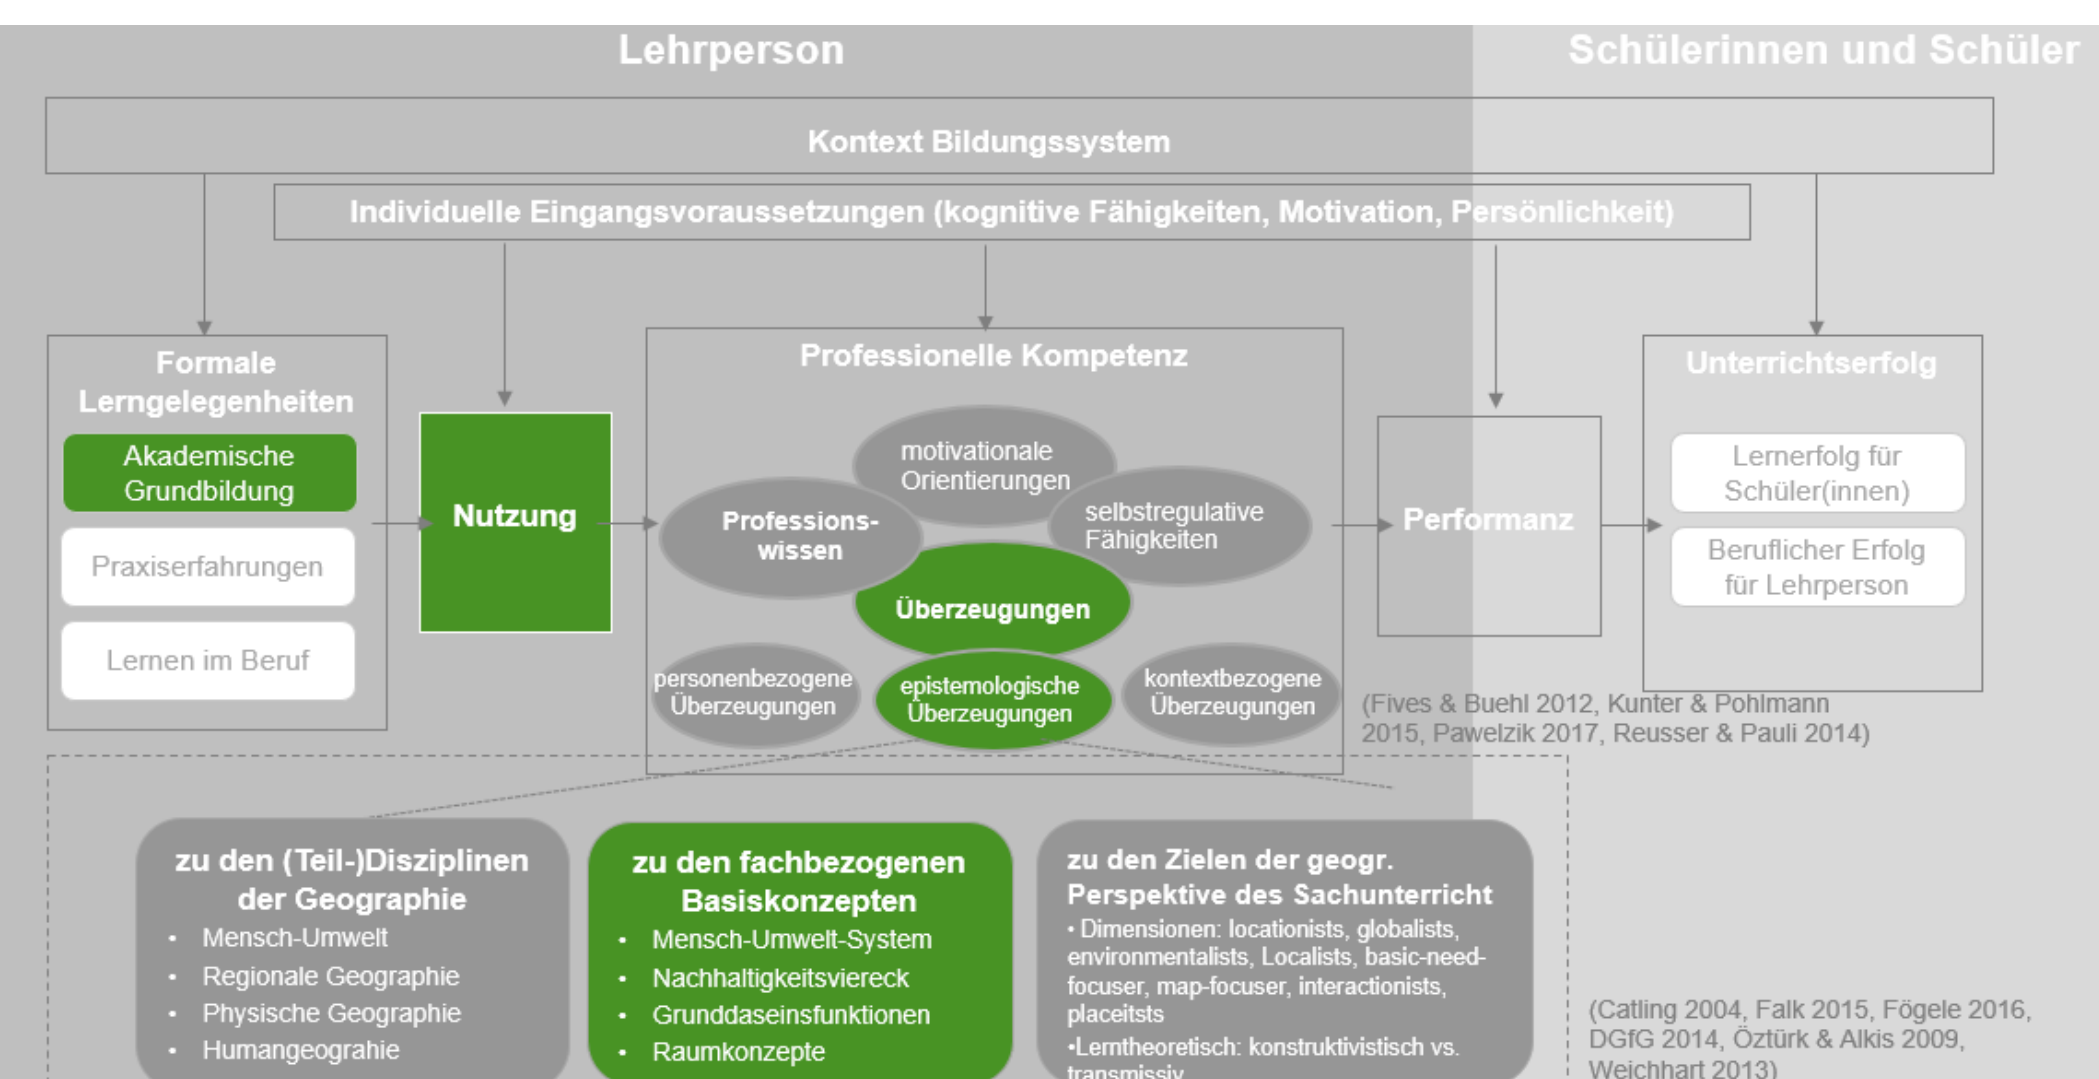 Lehrperson
Schülerinnen und Schüler
Kontext Bildungssystem
Individuelle Eingangsvoraussetzungen (kognitive Fähigkeiten, Motivation, Persönlichkeit)
Formale
Lerngelegenheiten
Akademische
Grundbildung
Praxiserfahrungen
Lernen im Beruf
Nutzung
Professionelle Kompetenz
motivationale
Orientierungen
Professions-
wissen
selbstregulative
Fähigkeiten
Überzeugungen
personenbezogene
Überzeugungen
epistemologische
Überzeugungen
kontextbezogene
Überzeugungen
Performanz
Unterrichtserfolg
Lernerfolg für
Schüler(innen)
Beruflicher Erfolg
für Lehrperson
(Fives & Buehl 2012, Kunter & Pohlmann
2015, Pawelzik 2017, Reusser & Pauli 2014)
zu den (Teil-)Disziplinen
der Geographie
• Mensch-Umwelt
• Regionale Geographie
• Physische Geographie
• Humangeograhie
zu den fachbezogenen
Basiskonzepten
• Mensch-Umwelt-System
• Nachhaltigkeitsviereck
• Grunddaseinsfunktionen
• Raumkonzepte
zu den Zielen der geogr.
Perspektive des Sachunterricht
• Dimensionen: locationists, globalists,
environmentalists, Localists, basic-need-
focuser, map-focuser, interactionists,
placeitsts
•Lerntheoretisch: konstruktivistisch vs.
transmissiv
(Catling 2004, Falk 2015, Fögele 2016,
DGfG 2014, Öztürk & Alkis 2009,
Weichhart 2013)